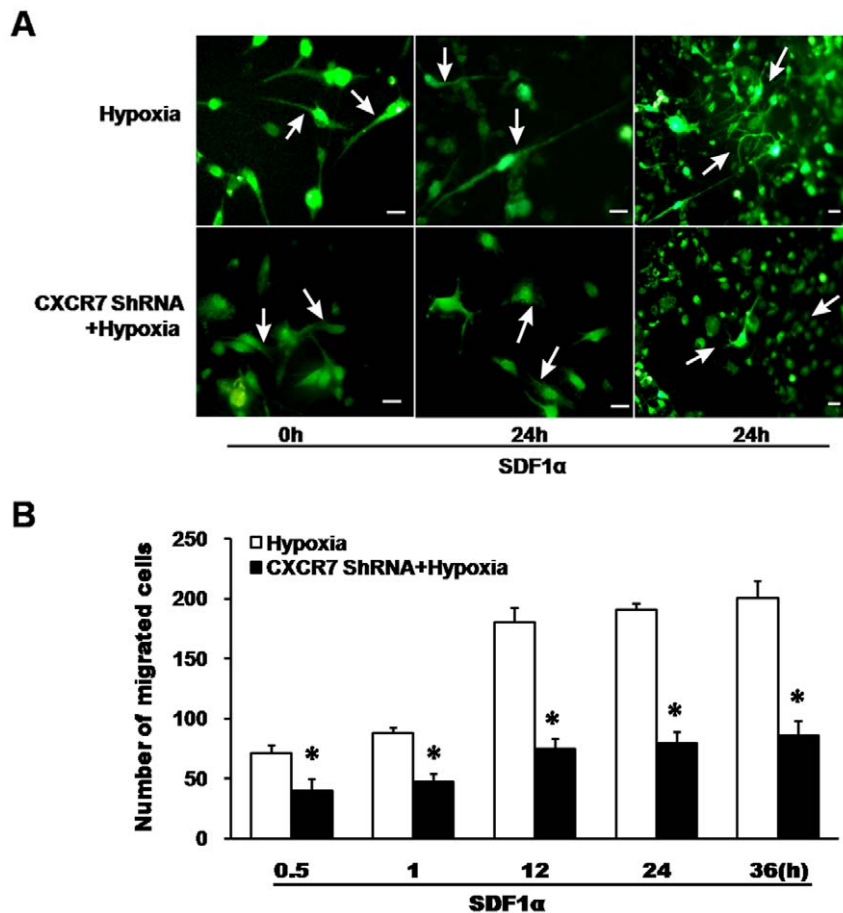 A
Hypoxia
CXCR7 ShRNA
+Hypoxia
0h 24h 24h
SDF1α
B
Number of migrated cells
250
200
150
100
50
0
Hypoxia
CXCR7 ShRNA+Hypoxia
* * * * *
0.5 1 12 24 36(h)
SDF1α